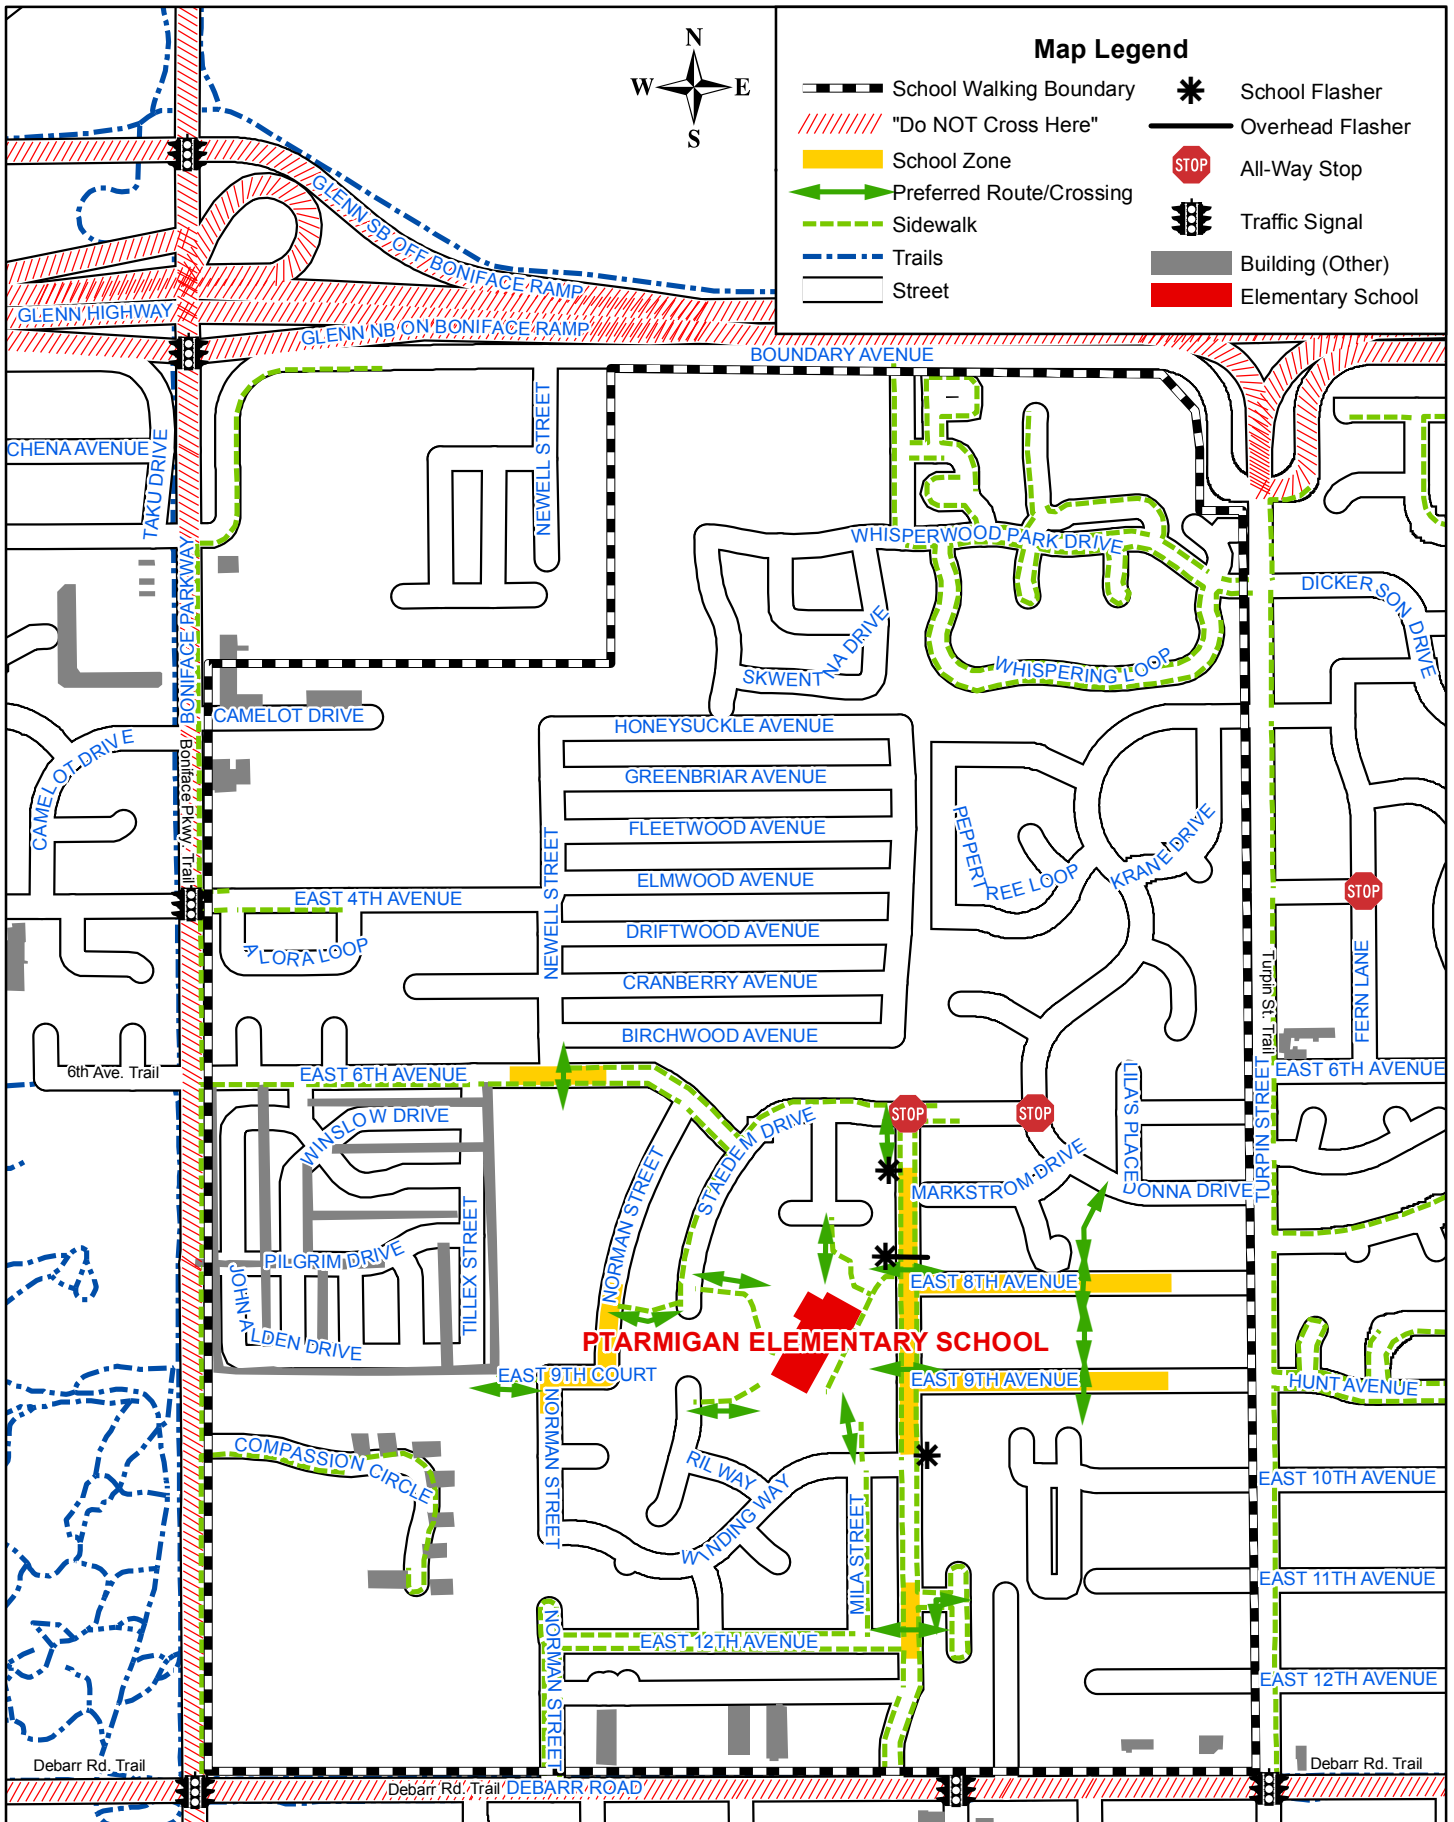 N
W E
S
Map Legend
School Walking Boundary
"Do NOT Cross Here"
School Zone
Preferred Route/Crossing
Sidewalk
Trails
Street
School Flasher
Overhead Flasher
STOP All-Way Stop
Traffic Signal
Building (Other)
Elementary School
GLENN SB OFF BONIFACE RAMP
GLENN HIGHWAY
GLENN NB ON BONIFACE RAMP
BOUNDARY AVENUE
CHENA AVENUE
TAKU DRIVE
NEWELL STREET
BONIFACE PARKWAY
WHISPERWOOD PARK DRIVE
DICKERSON DRIVE
SKWENTNA DRIVE
WHISPERING LOOP
CAMELOT DRIVE
CAMELOT DRIVE
Boniface Pkwy. Trail
HONEYSUCKLE AVENUE
GREENBRIAR AVENUE
FLEETWOOD AVENUE
ELMWOOD AVENUE
DRIFTWOOD AVENUE
CRANBERRY AVENUE
BIRCHWOOD AVENUE
NEWELL STREET
PEPPERTREE LOOP
KRANE DRIVE
STOP
EAST 4TH AVENUE
ALORA LOOP
Turpin St. Trail
FERN LANE
6th Ave. Trail
EAST 6TH AVENUE
EAST 6TH AVENUE
TURPIN STREET
LILA'S PLACE
WINSLOW DRIVE
STAEDEM DRIVE
STOP
STOP
NORMAN STREET
MARKSTROM DRIVE
DONNA DRIVE
TILLEX STREET
PILGRIM DRIVE
JOHN ALDEN DRIVE
EAST 8TH AVENUE
PTARMIGAN ELEMENTARY SCHOOL
EAST 9TH COURT
EAST 9TH AVENUE
HUNT AVENUE
NORMAN STREET
COMPASSION CIRCLE
RIL WAY
WINDING WAY
MILA STREET
EAST 10TH AVENUE
EAST 11TH AVENUE
EAST 12TH AVENUE
NORMAN STREET
EAST 12TH AVENUE
Debarr Rd. Trail
Debarr Rd. Trail DEBARR ROAD
Debarr Rd. Trail